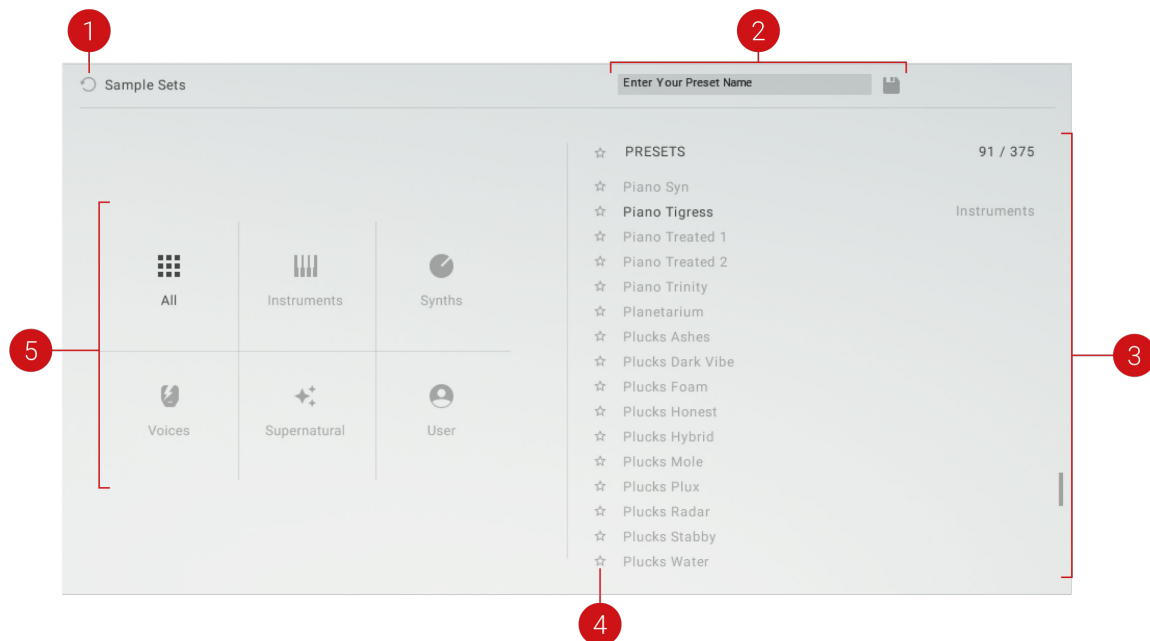 1
2
Sample Sets
Enter Your Preset Name
PRESETS 91 / 375
Piano Syn
Piano Tigress Instruments
Piano Treated 1
Piano Treated 2
Piano Trinity
Planetarium
Plucks Ashes
Plucks Dark Vibe
Plucks Foam
Plucks Honest
Plucks Hybrid
Plucks Mole
Plucks Plux
Plucks Radar
Plucks Stabby
Plucks Water
All Instruments Synths
Voices Supernatural User
5
3
4